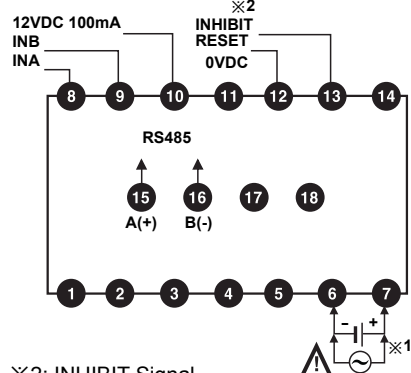 ※2
12VDC 100mA
INHIBIT
RESET
INB
INA
0VDC
8 9 10 11 12 13 14
RS485
15 16 17 18
A(+) B(-)
1 2 3 4 5 6 7
- +
※1
※2: INHIBIT Signal